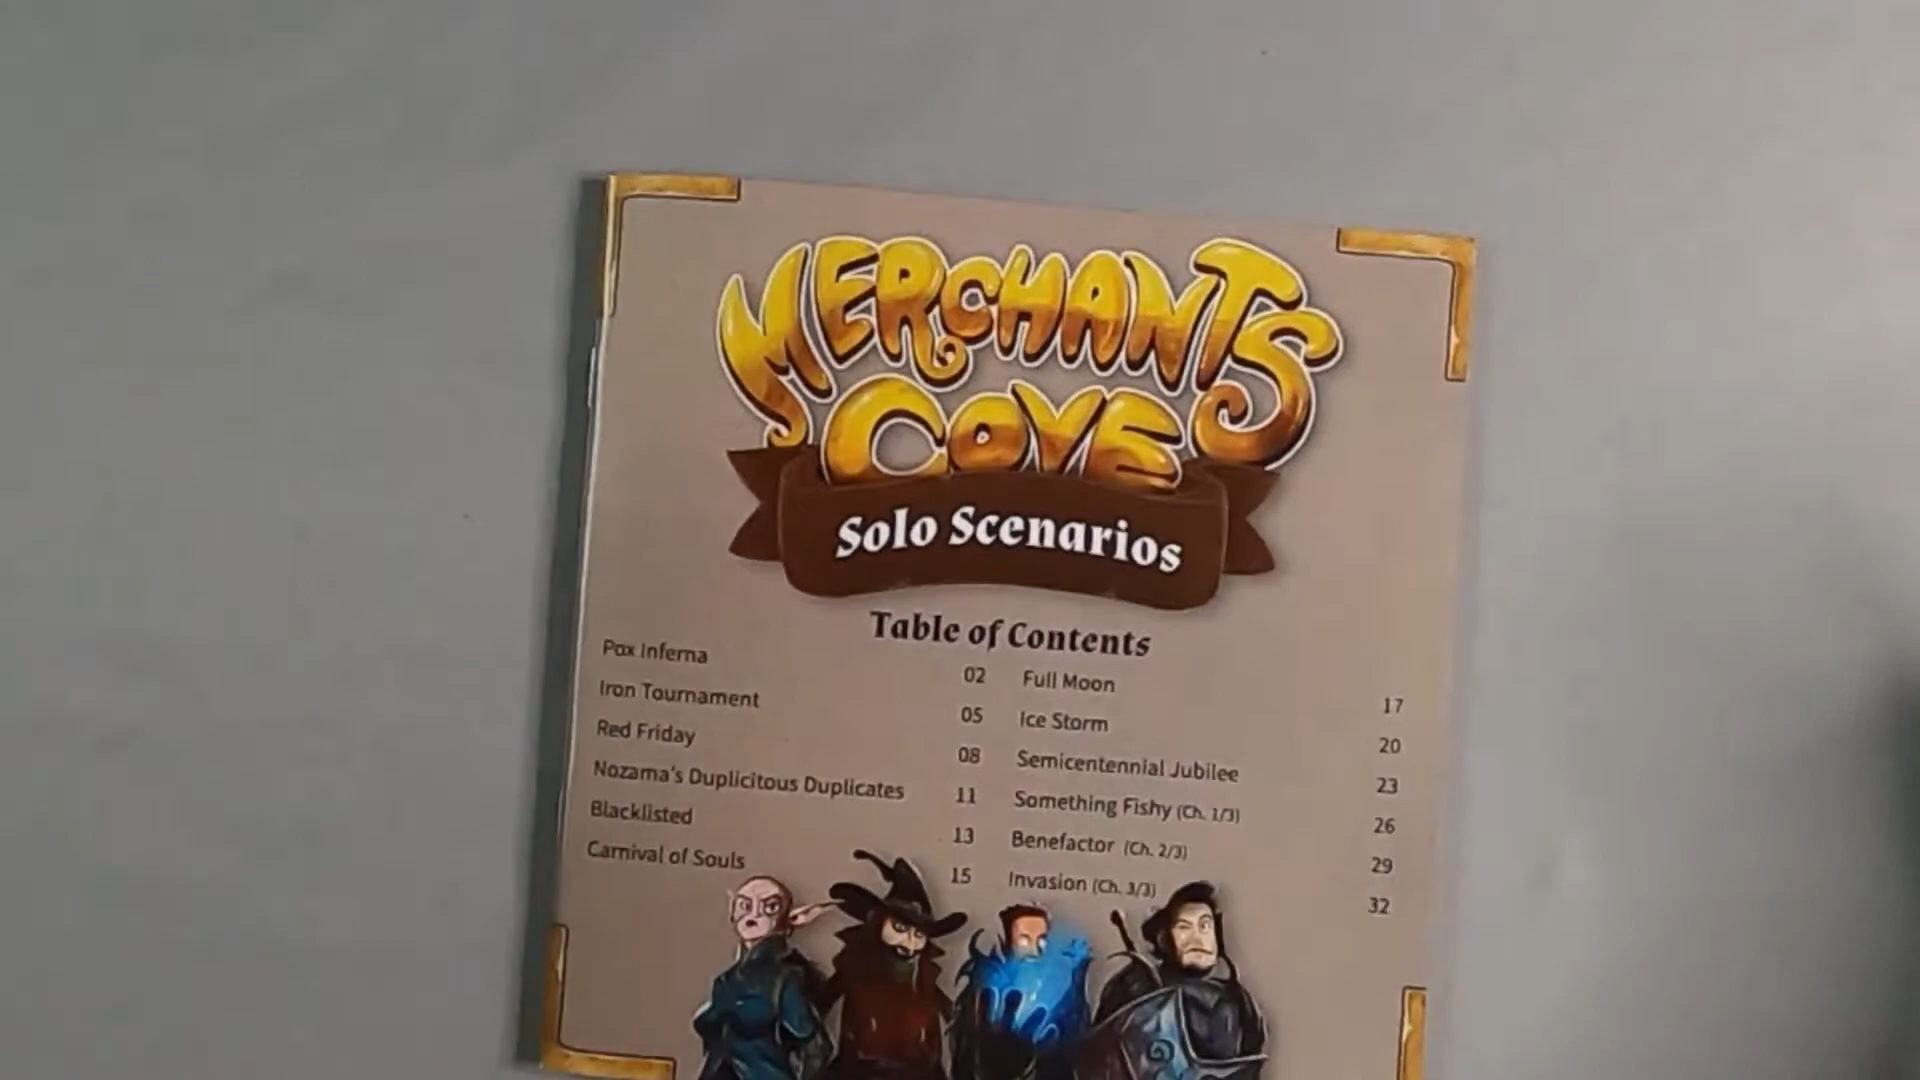 MERCHANTS
COVE
Solo Scenarios
Table of Contents
Pox Inferna 02
Iron Tournament 05
Red Friday 08
Nozama's Duplicitous Duplicates 11
Blacklisted 13
Carnival of Souls 15
Full Moon 17
Ice Storm 20
Semicentennial Jubilee 23
Something Fishy (Ch. 1/3) 26
Benefactor (Ch. 2/3) 29
Invasion (Ch. 3/3) 32